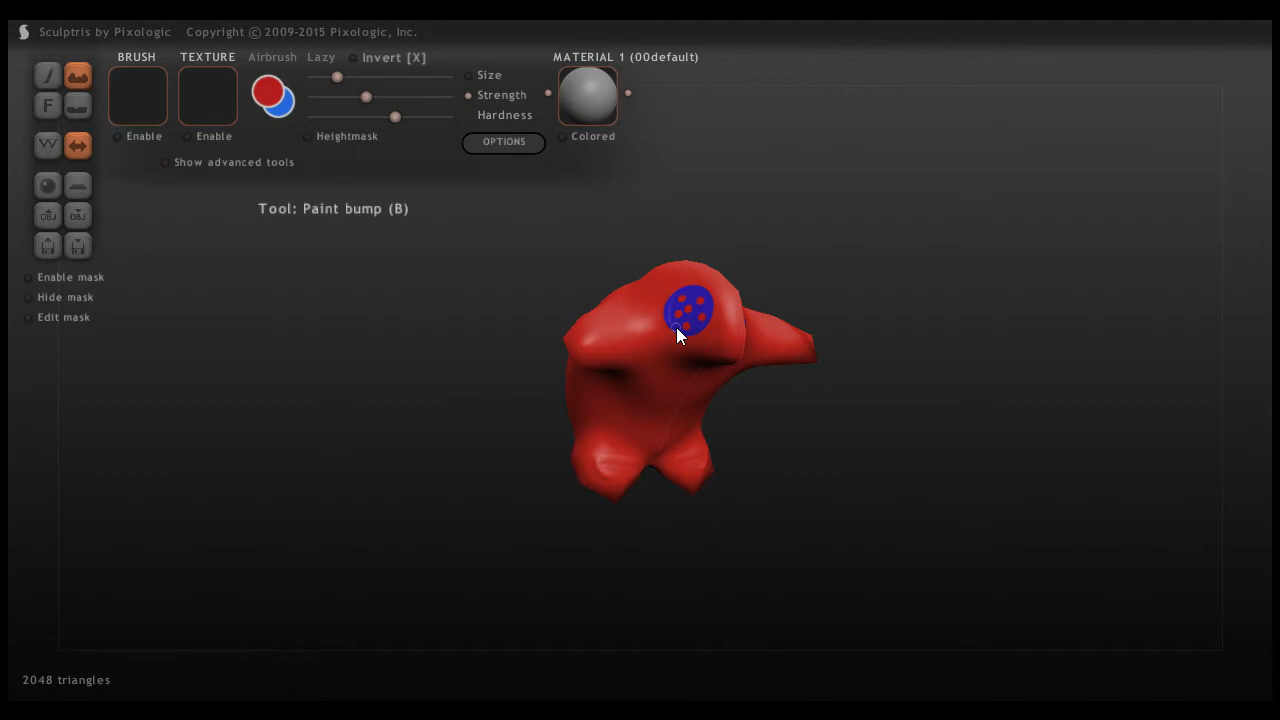 Sculptris by Pixologic Copyright © 2009-2015 Pixologic, Inc.
BRUSH TEXTURE Airbrush Lazy Invert [X] MATERIAL 1 (00default)
Size
F Strength
Hardness
Enable Enable Heightmask OPTIONS Colored
Show advanced tools
Tool: Paint bump (B)
OBJ OBJ
Enable mask
Hide mask
Edit mask
2048 triangles